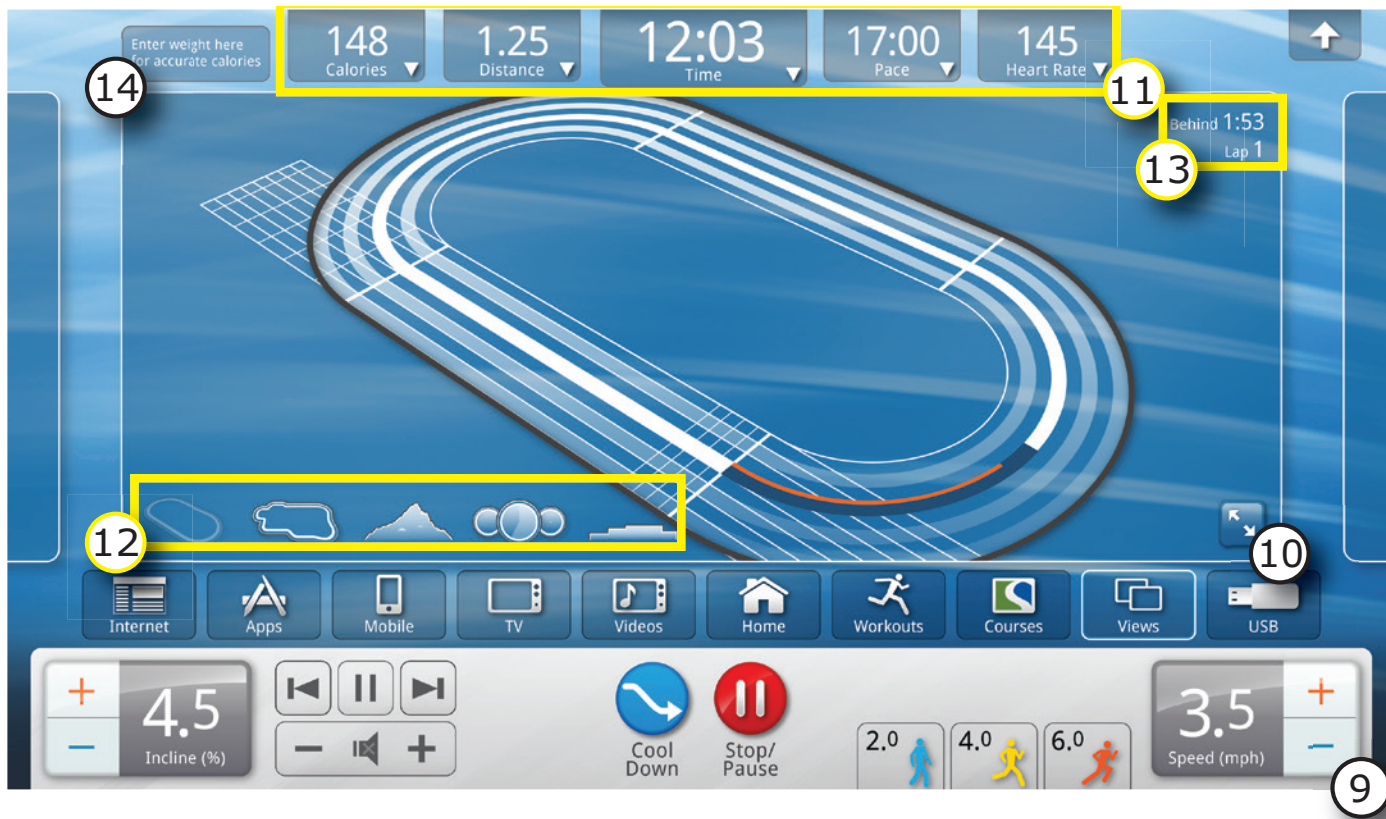 Enter weight here
for accurate calories
14
148
Calories
1.25
Distance
12:03
Time
17:00
Pace
145
Heart Rate
11
Behind 1:53
Lap 1
13
12
10
Internet
Apps
Mobile
TV
Videos
Home
Workouts
Courses
Views
USB
+
4.5
Incline (%)
−
− +
Cool
Down
Stop/
Pause
2.0
4.0
6.0
3.5
Speed (mph)
+
−
9